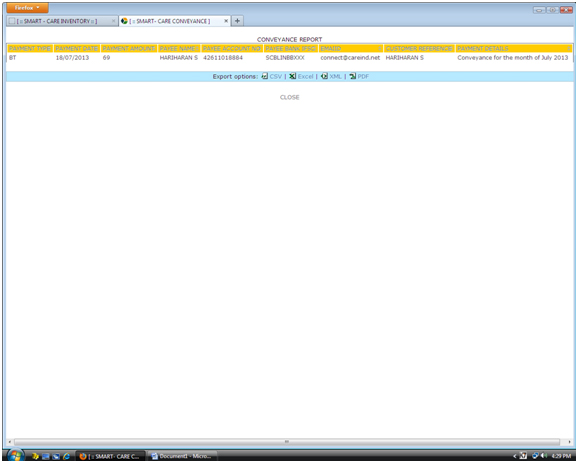 Firefox
[ :: SMART - CARE INVENTORY :: ] [ :: SMART- CARE CONVEYANCE ]
CONVEYANCE REPORT
PAYMENT TYPE PAYMENT DATE PAYMENT AMOUNT PAYEE NAME PAYEE ACCOUNT NO PAYEE BANK IFSC EMAILID CUSTOMER REFERENCE PAYMENT DETAILS
BT 18/07/2013 69 HARIHARAN S 42611018884 SCBLINBBXXX connect@careind.net HARIHARAN S Conveyance for the month of July 2013
Export options: CSV | Excel | XML | PDF
CLOSE
[ :: SMART- CARE C... Document1 - Micro... 4:29 PM